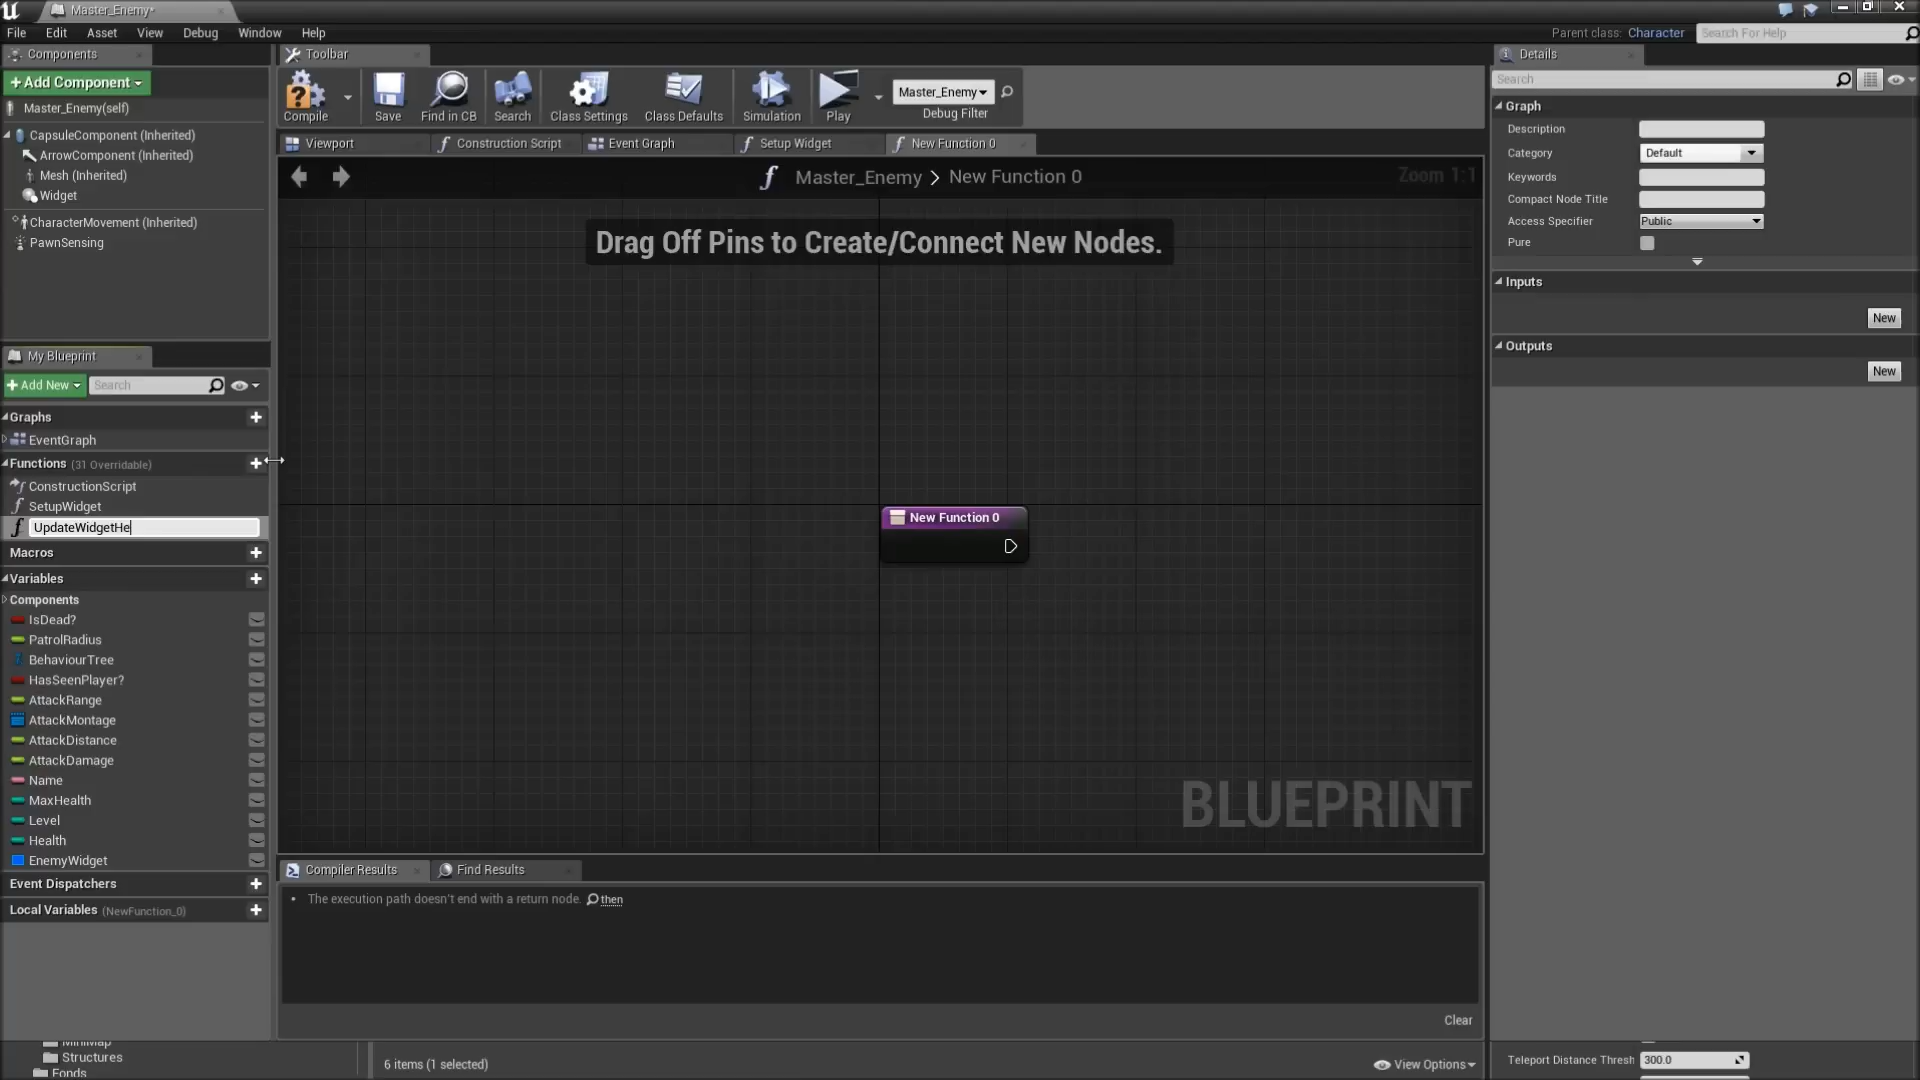 Master_Enemy*
File Edit Asset View Debug Window Help
Parent class: Character Search For Help
Components
+Add Component
Master_Enemy(self)
CapsuleComponent (Inherited)
ArrowComponent (Inherited)
Mesh (Inherited)
Widget
CharacterMovement (Inherited)
PawnSensing
My Blueprint
+Add New Search
Graphs
EventGraph
Functions (31 Overridable)
ConstructionScript
SetupWidget
UpdateWidgetHe
Macros
Variables
Components
IsDead?
PatrolRadius
BehaviourTree
HasSeenPlayer?
AttackRange
AttackMontage
AttackDistance
AttackDamage
Name
MaxHealth
Level
Health
EnemyWidget
Event Dispatchers
Local Variables (NewFunction_0)
MiniMap
Structures
Fonds
Toolbar
Compile Save Find in CB Search Class Settings Class Defaults Simulation Play
Master_Enemy
Debug Filter
Viewport Construction Script Event Graph Setup Widget New Function 0
Master_Enemy > New Function 0
Zoom 1:1
Drag Off Pins to Create/Connect New Nodes.
New Function 0
BLUEPRINT
Compiler Results Find Results
• The execution path doesn't end with a return node. then
Clear
6 items (1 selected) View Options
Details
Search
Graph
Description
Category Default
Keywords
Compact Node Title
Access Specifier Public
Pure
Inputs
New
Outputs
New
Teleport Distance Thresh 300.0